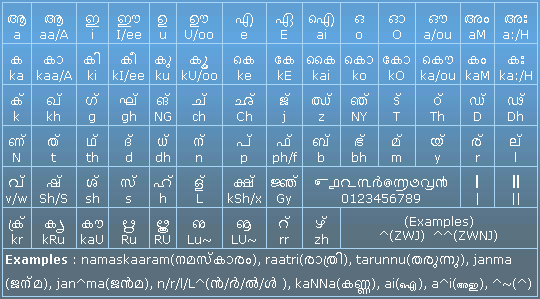 ആ ആ ഇ ഈ ഉ ഊ എ ഏ ഐ ഒ ഓ ഔ അം അഃ
a aa/A i I/ee u U/oo e E ai o O a/ou aM a:/H
ക കാ കി കീ കു കൂ കെ കേ കൈ കൊ കോ കൌ കം കഃ
ka kaa/A ki kI/ee ku kU/oo ke kE kai ko kO ka/ou kaM ka:/H
ക് ഖ് ഗ് ഘ് ങ് ച് ഛ് ജ് ഝ് ഞ് ട് ഠ് ഡ് ഢ്
k kh g gh NG ch Ch j z NY T Th D Dh
ണ് ത് ഥ് ദ് ധ് ന് പ് ഫ് ബ് ഭ് മ് യ് ര് ല്
N t th d dh n p ph/f b bh m y r l
വ് ഷ് ശ് സ് ഹ് ള് ക്ഷ് ജ്ഞ് ൦൧൨൩൪൫൬൭൮൯ | ||
v/w Sh/S sh s h L kSh/x Gy 0123456789 | ||
ക്ര് കൃ കൗ ഋ ൠ ഌ ൡ റ് ഴ് (Examples)
kr kRu kaU Ru RU Lu~ LU~ rr zh ^(ZWJ) ^^(ZWNJ)
Examples : namaskaaram(നമസ്കാരം), raatri(രാത്രി), tarunnu(തരുന്നു), janma
(ജന്മ), jan^ma(ജൻമ), n/r/l/L^(ൻ/ർ/ൽ/ൾ ), kaNNa(കണ്ണ), ai(ഐ), a^i(അഇ), ^~(^)